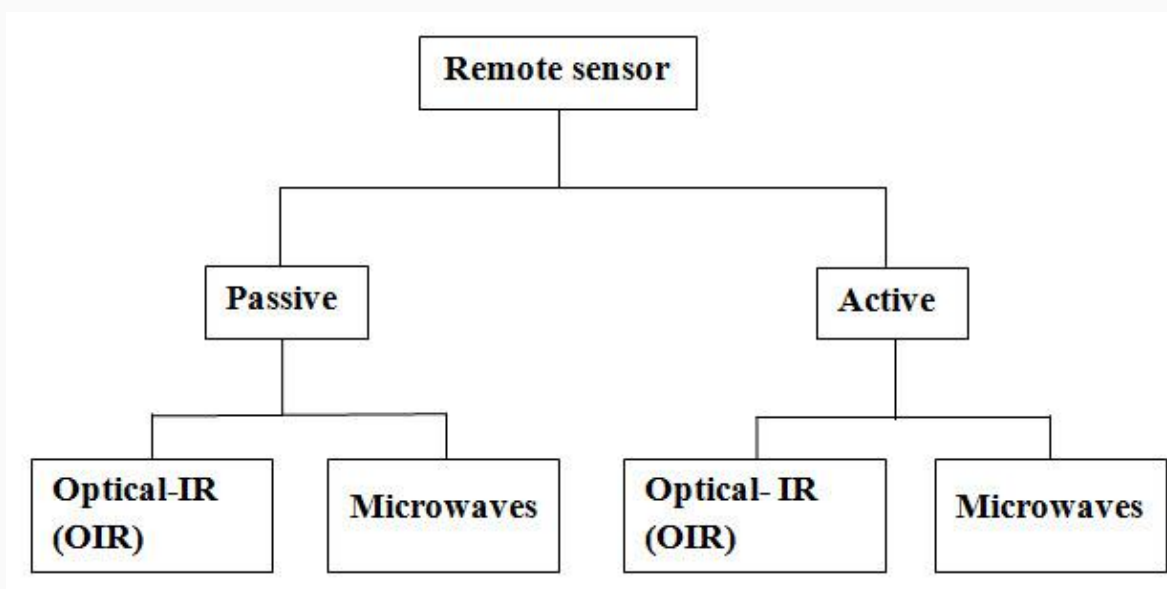 Remote sensor
Passive
Active
Optical-IR
(OIR)
Microwaves
Optical- IR
(OIR)
Microwaves